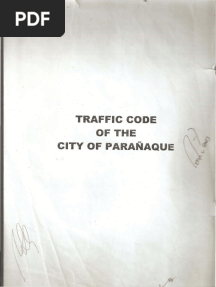 PDF
TRAFFIC CODE
OF THE
CITY OF PARAÑAQUE